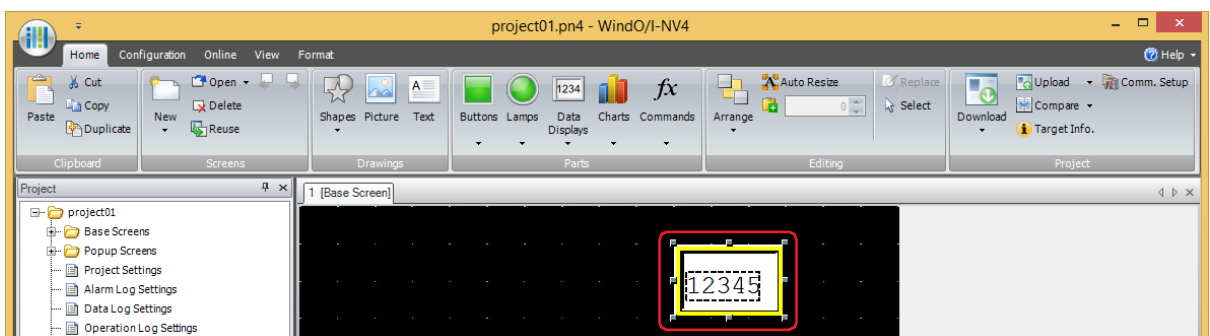 project01.pn4 - WindO/I-NV4
Home Configuration Online View Format Help
Cut Open Auto Resize Replace Upload Comm. Setup
Copy Delete 0 Select Compare
Paste Duplicate New Reuse Shapes Picture Text Buttons Lamps 1234 Data Displays Charts fx Commands Arrange Download Target Info.
Clipboard Screens Drawings Parts Editing Project
Project 1 [Base Screen]
project01
Base Screens
Popup Screens
Project Settings
Alarm Log Settings
Data Log Settings
Operation Log Settings
12345